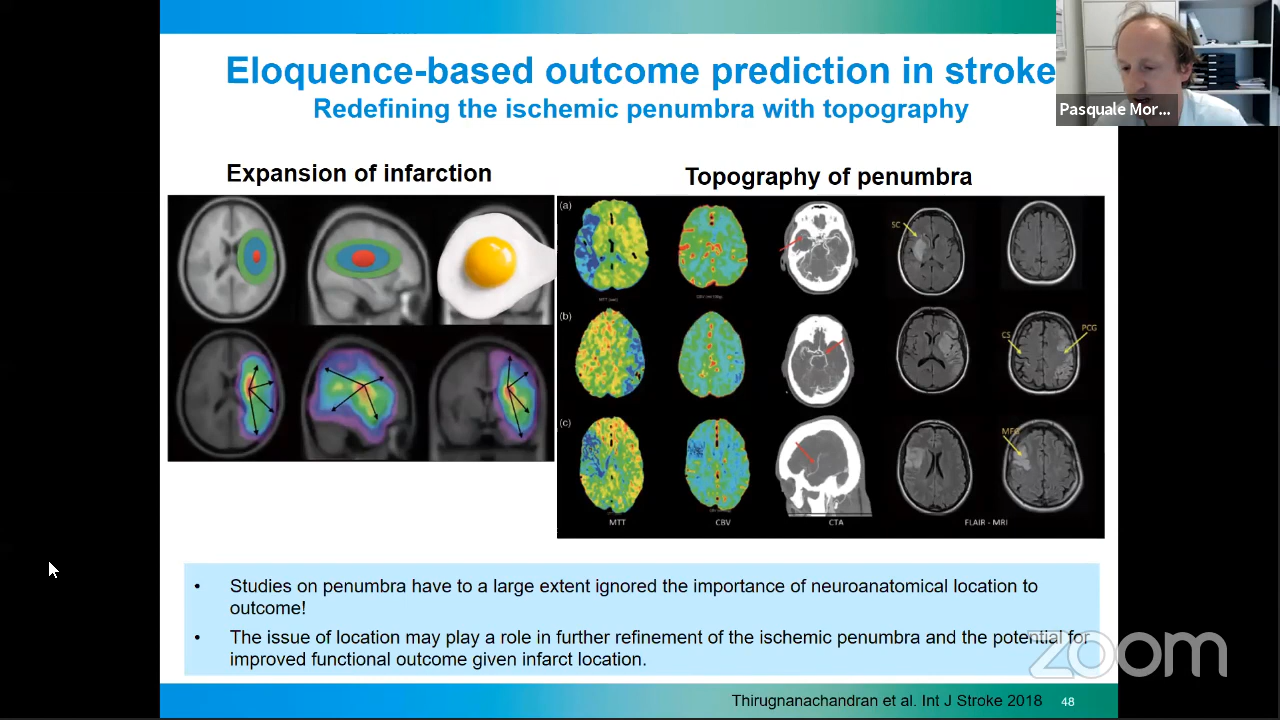 Eloquence-based outcome prediction in stroke
Redefining the ischemic penumbra with topography
Pasquale Mor...
Expansion of infarction
Topography of penumbra
(a)
SC
(b)
CS
PCG
(c)
MFG
MTT
CBV
CTA
FLAIR - MRI
• Studies on penumbra have to a large extent ignored the importance of neuroanatomical location to
outcome!
• The issue of location may play a role in further refinement of the ischemic penumbra and the potential for
improved functional outcome given infarct location.
zoom
Thirugnanachandran et al. Int J Stroke 2018
48